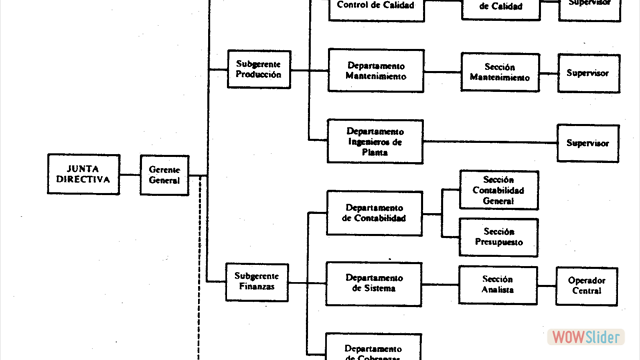 Control de Calidad
de Calidad
Supervisor
Subgerente
Producción
Departamento
Mantenimiento
Sección
Mantenimiento
Supervisor
Departamento
Ingenieros de
Planta
Supervisor
JUNTA
DIRECTIVA
Gerente
General
Departamento
de Contabilidad
Sección
Contabilidad
General
Sección
Presupuesto
Subgerente
Finanzas
Departamento
de Sistema
Sección
Analista
Operador
Central
Departamento
de Cobranzas
WOWSlider